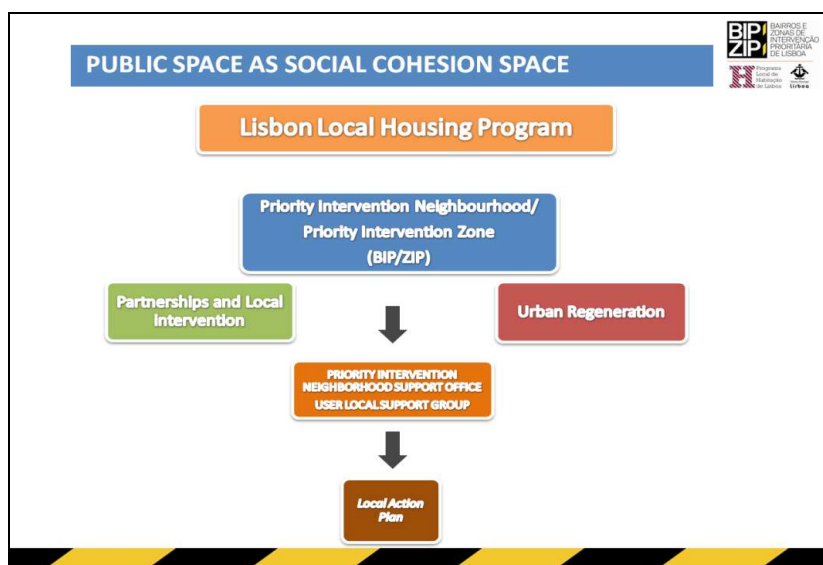 BIP
ZIP
BAIRROS E
ZONAS DE
INTERVENÇÃO
PRIORITÁRIA
DE LISBOA
PUBLIC SPACE AS SOCIAL COHESION SPACE
Programa
Local de
Habitação
de Lisboa
Lisboa
Lisbon Local Housing Program
Priority Intervention Neighbourhood/
Priority Intervention Zone
(BIP/ZIP)
Partnerships and Local
Intervention
Urban Regeneration
PRIORITY INTERVENTION
NEIGHBORHOOD SUPPORT OFFICE
USER LOCAL SUPPORT GROUP
Local Action
Plan